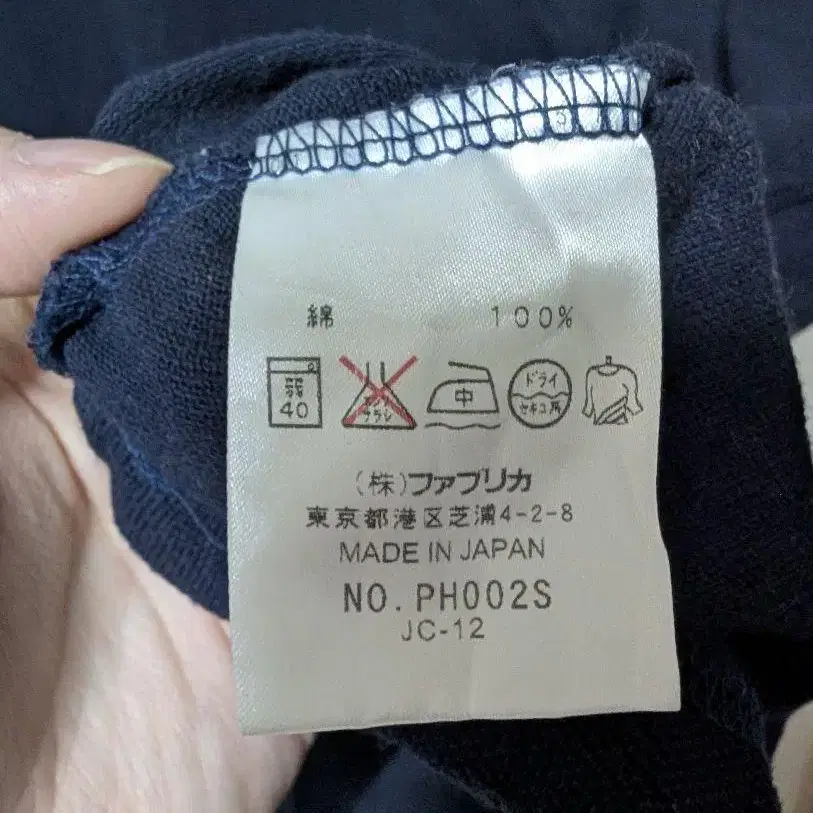 綿 100%
弱 40
エンソ サラシ
中
ドライ
セキユ系
(株)ファブリカ
東京都港区芝浦4-2-8
MADE IN JAPAN
NO. PH002S
JC-12